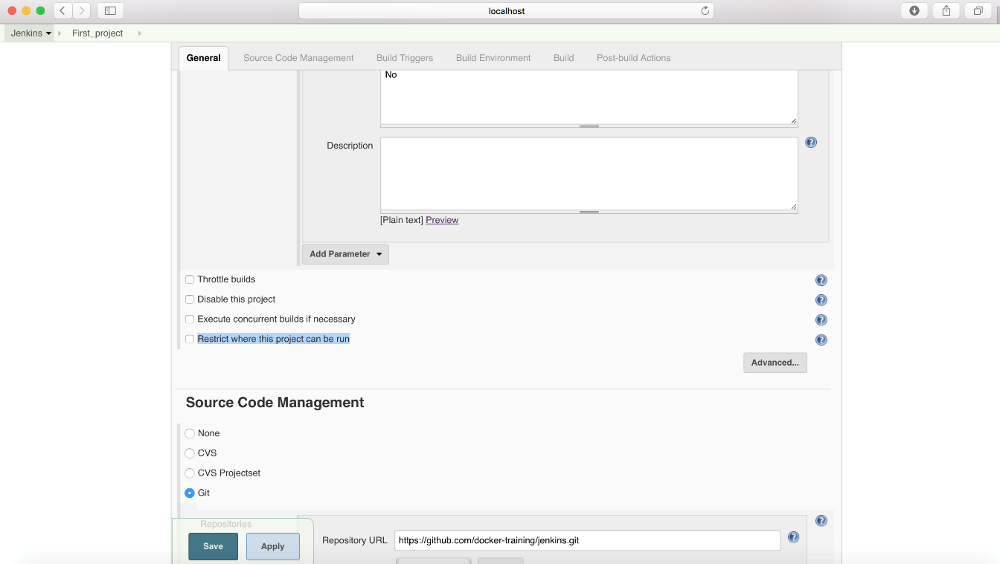 localhost
Jenkins First_project
General Source Code Management Build Triggers Build Environment Build Post-build Actions
No
Description
[Plain text] Preview
Add Parameter
Throttle builds
Disable this project
Execute concurrent builds if necessary
Restrict where this project can be run
Advanced...
Source Code Management
None
CVS
CVS Projectset
Git
Repositories
Repository URL https://github.com/docker-training/jenkins.git
Save Apply